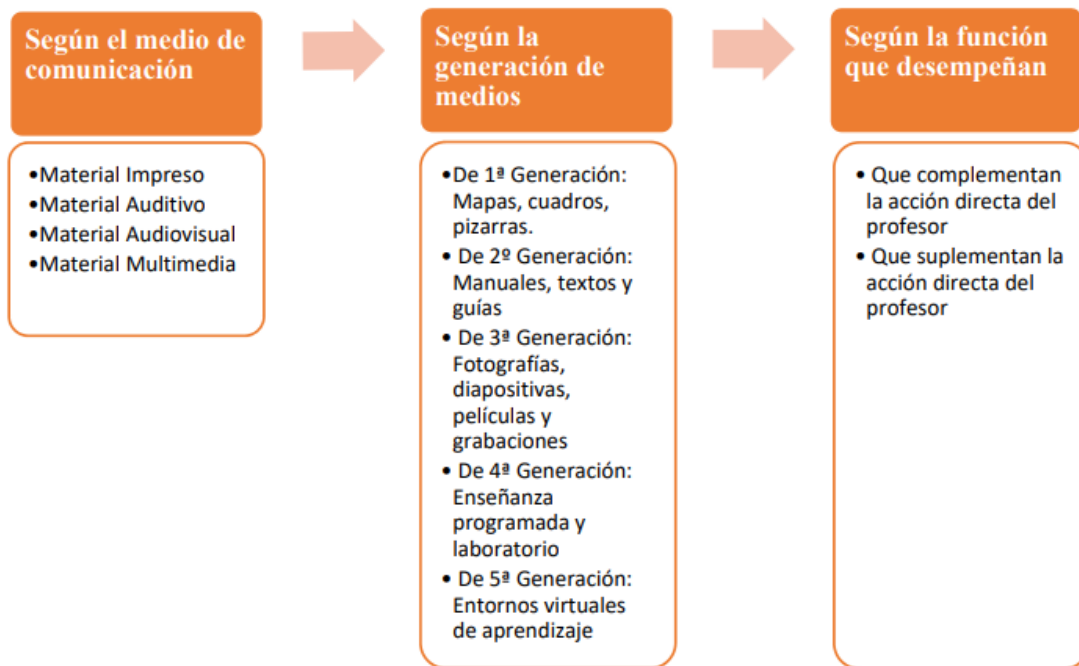 Según el medio de
comunicación
•Material Impreso
•Material Auditivo
•Material Audiovisual
•Material Multimedia
Según la
generación de
medios
•De 1ª Generación:
Mapas, cuadros,
pizarras.
• De 2º Generación:
Manuales, textos y
guías
• De 3ª Generación:
Fotografías,
diapositivas,
películas y
grabaciones
• De 4ª Generación:
Enseñanza
programada y
laboratorio
• De 5ª Generación:
Entornos virtuales
de aprendizaje
Según la función
que desempeñan
• Que complementan
la acción directa del
profesor
• Que suplementan la
acción directa del
profesor